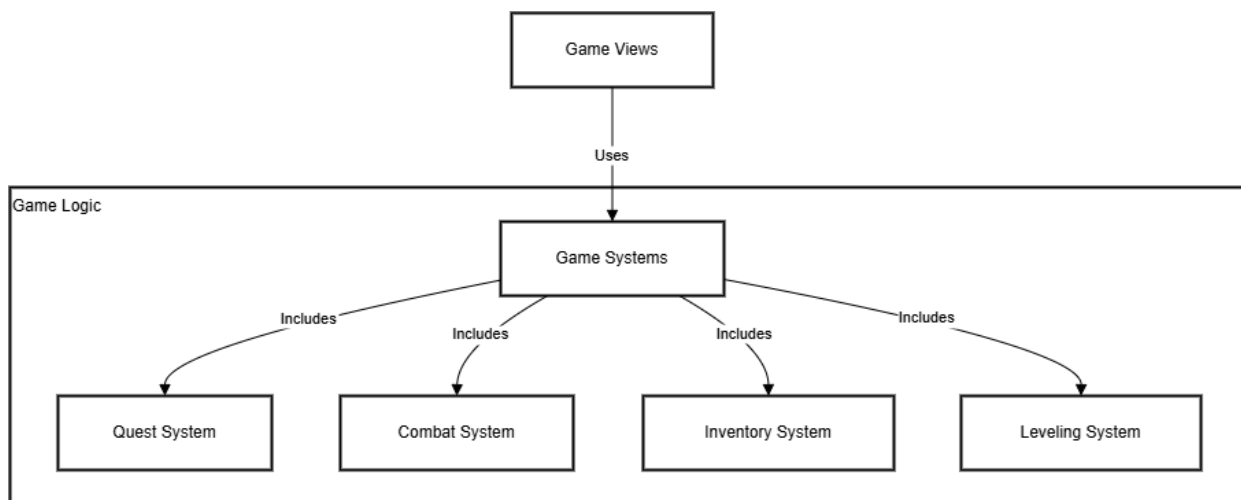 Game Views
Uses
Game Logic
Game Systems
Includes
Includes
Includes
Includes
Quest System
Combat System
Inventory System
Leveling System